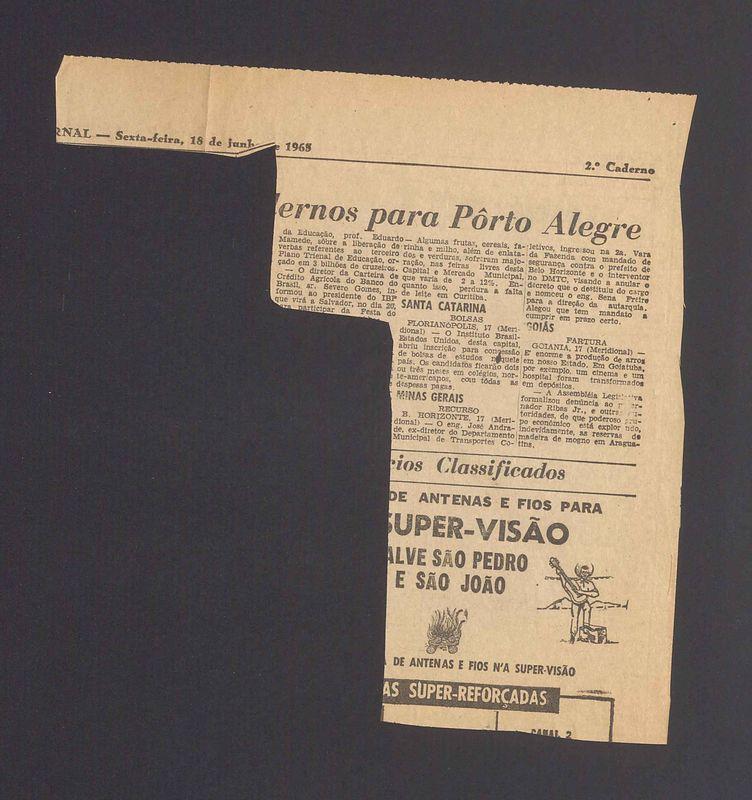 RNAL — Sexta-feira, 18 de junh e 1965
2.º Caderno
dernos para Pôrto Alegre
da Educação, prof. Eduardo
Mamede, sôbre a liberação de
verbas referentes ao terceiro
Plano Trienal de Educação, or-
çado em 3 bilhões de cruzeiros.
— O diretor da Carteira de
Crédito Agrícola do Banco do
Brasil, sr. Severo Gomes, in-
formou ao presidente do IBF
que virá a Salvador, no dia 20,
para participar da Festa do
— Algumas frutas, cereais, fa-
rinha e milho, além de enlata-
dos e verduras, sofreram majo-
ração, nas feiras livres desta
Capital e Mercado Municipal,
que varia de 2 a 12%. En-
quanto isso, perdura a falta
de leite em Curitiba.
SANTA CATARINA
BOLSAS
FLORIANÓPOLIS, 17 (Meri-
dional) — O Instituto Brasil-
Estados Unidos, desta capital,
abriu inscrição para concessão
de bolsas de estudos naquele
país. Os candidatos ficarão dois
ou três meses em colégios, nor-
te-americanos, com tôdas as
despesas pagas.
MINAS GERAIS
RECURSO
B. HORIZONTE, 17 (Meri-
dional) — O eng. José Andra-
de, ex-diretor do Departamento
Municipal de Transportes Co-
letivos, ingressou na 2a. Vara
da Fazenda com mandado de
segurança contra o prefeito de
Belo Horizonte e o interventor
no DMTC, visando a anular o
decreto que o destituiu do cargo
e nomeou o eng. Sena Freire
para a direção da autarquia.
Alegou que tem mandato a
cumprir em prazo certo.
GOIÁS
FARTURA
GOIANIA, 17 (Meridional) —
E' enorme a produção de arros
em nosso Estado. Em Goiatuba,
por exemplo, um cinema e um
hospital foram transformados
em depósitos.
— A Assembléia Legislativa
formalizou denúncia ao er-
nador Ribas Jr., e outras au-
toridades, de que poderoso gru-
po econômico está explor ndo,
indevidamente, as reservas de
madeira de mogno em Aragua-
tins.
cios Classificados
DE ANTENAS E FIOS PARA
SUPER-VISÃO
ALVE SÃO PEDRO
E SÃO JOÃO
DE ANTENAS E FIOS N'A SUPER-VISÃO
AS SUPER-REFORÇADAS
CANAL 2